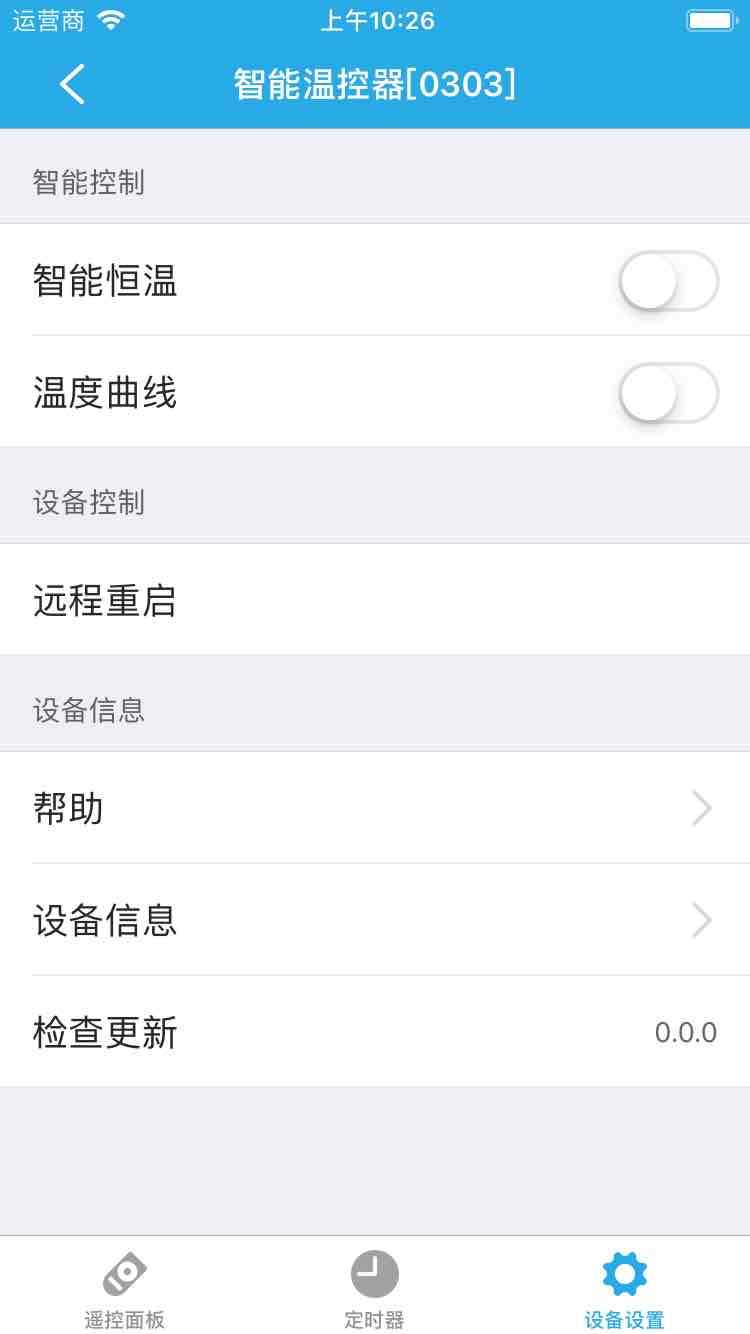 运营商 上午10:26
智能温控器[0303]
智能控制
智能恒温
温度曲线
设备控制
远程重启
设备信息
帮助
设备信息
检查更新 0.0.0
遥控面板 定时器 设备设置